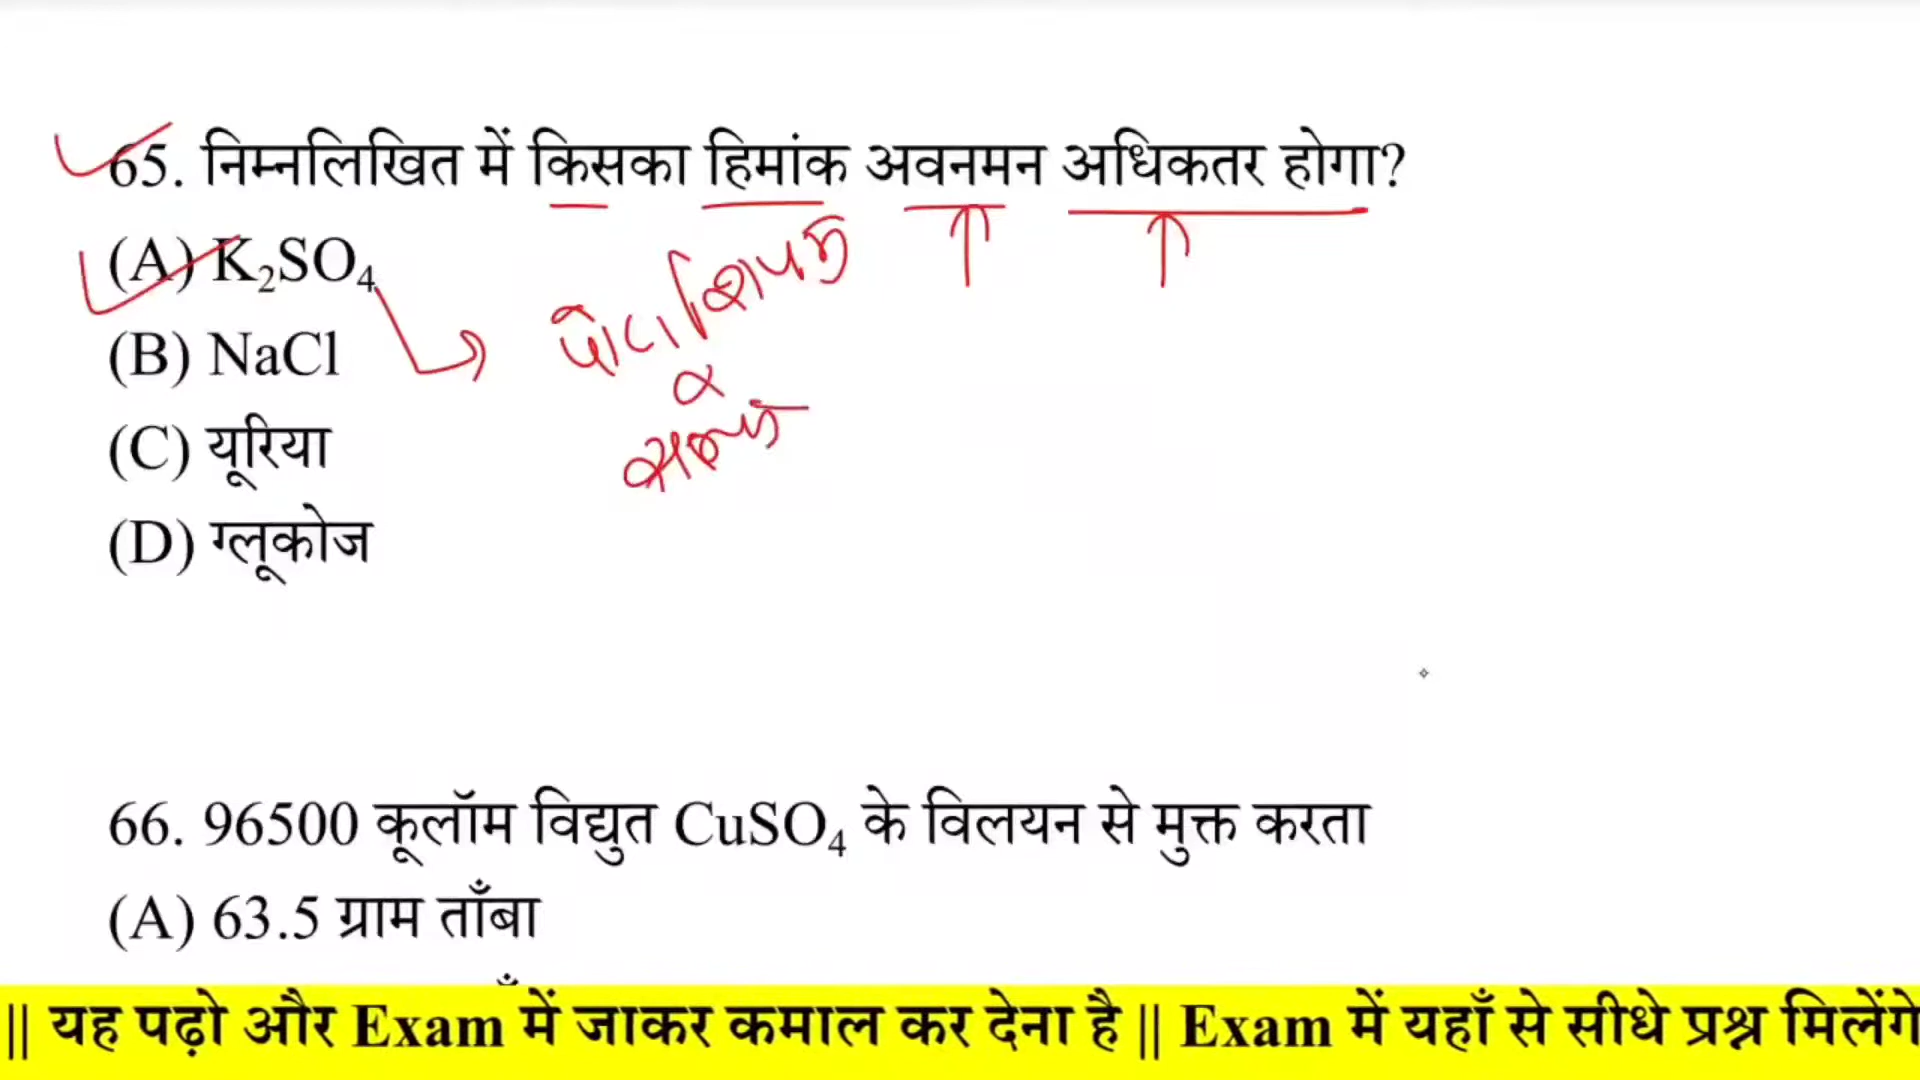 65. निम्नलिखित में किसका हिमांक अवनमन अधिकतर होगा?
(A) K₂SO₄
(B) NaCl
(C) यूरिया
(D) ग्लूकोज
66. 96500 कूलॉम विद्युत CuSO₄ के विलयन से मुक्त करता
(A) 63.5 ग्राम ताँबा
|| यह पढ़ो और Exam में जाकर कमाल कर देना है || Exam में यहाँ से सीधे प्रश्न मिलेंगे